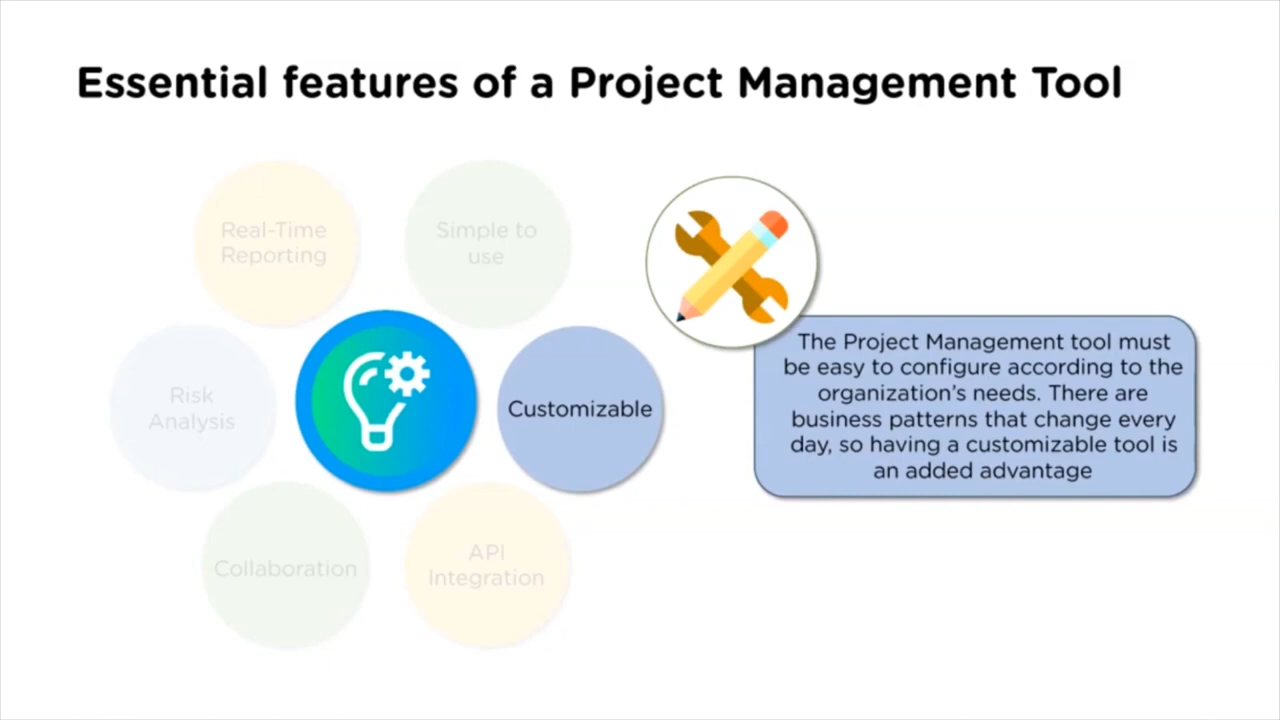 Essential features of a Project Management Tool
Real-Time
Reporting
Simple to
use
Risk
Analysis
Customizable
Collaboration
API
Integration
The Project Management tool must
be easy to configure according to the
organization's needs. There are
business patterns that change every
day, so having a customizable tool is
an added advantage